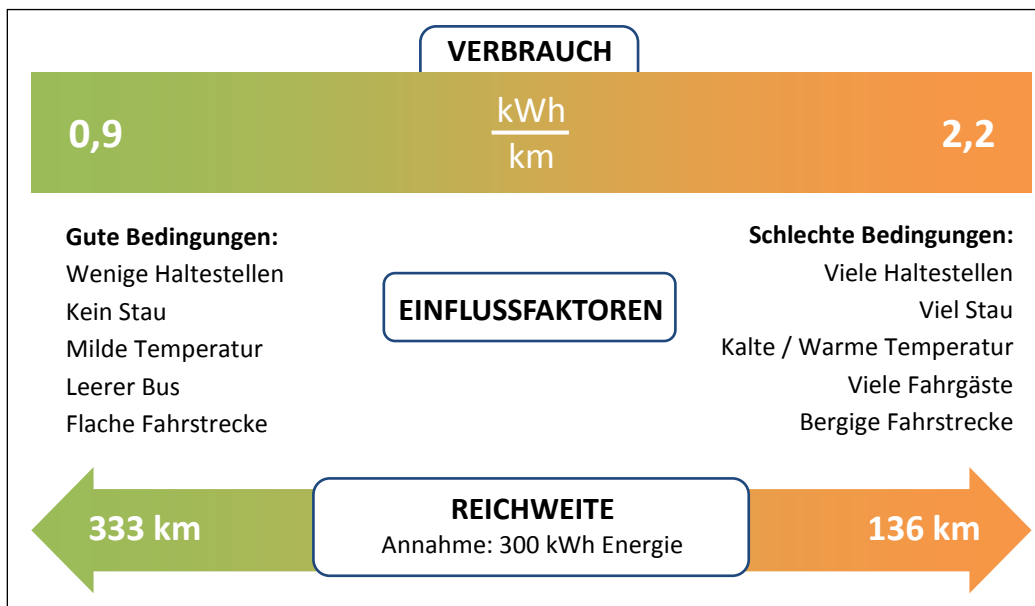 VERBRAUCH
0,9
kWh
km
2,2
Gute Bedingungen:
Wenige Haltestellen
Kein Stau
Milde Temperatur
Leerer Bus
Flache Fahrstrecke
EINFLUSSFAKTOREN
Schlechte Bedingungen:
Viele Haltestellen
Viel Stau
Kalte / Warme Temperatur
Viele Fahrgäste
Bergige Fahrstrecke
333 km
REICHWEITE
Annahme: 300 kWh Energie
136 km